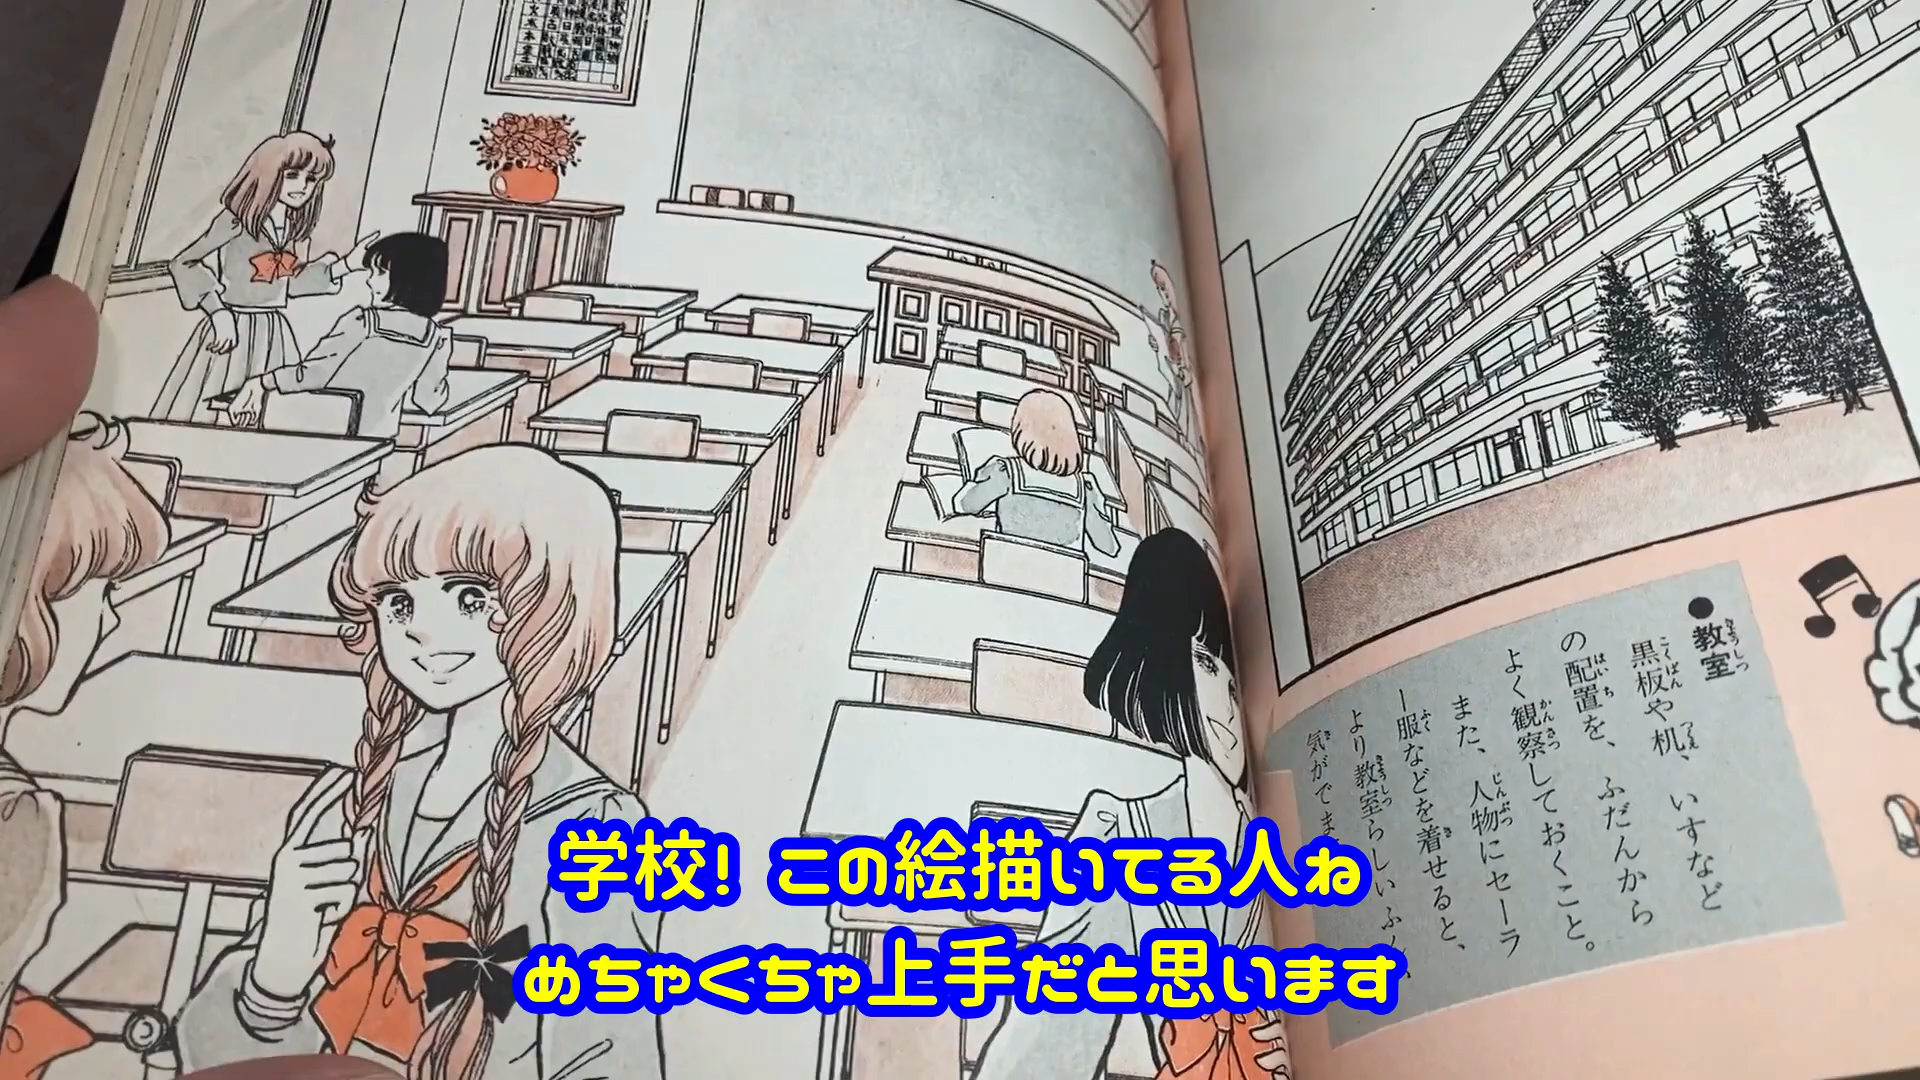 ●教室
黒板や机、いすなど
の配置を、ふだんから
よく観察しておくこと。
また、人物にセーラ
ー服などを着せると、
より教室らしいふん
気がでま
学校! この絵描いてる人ね
めちゃくちゃ上手だと思います